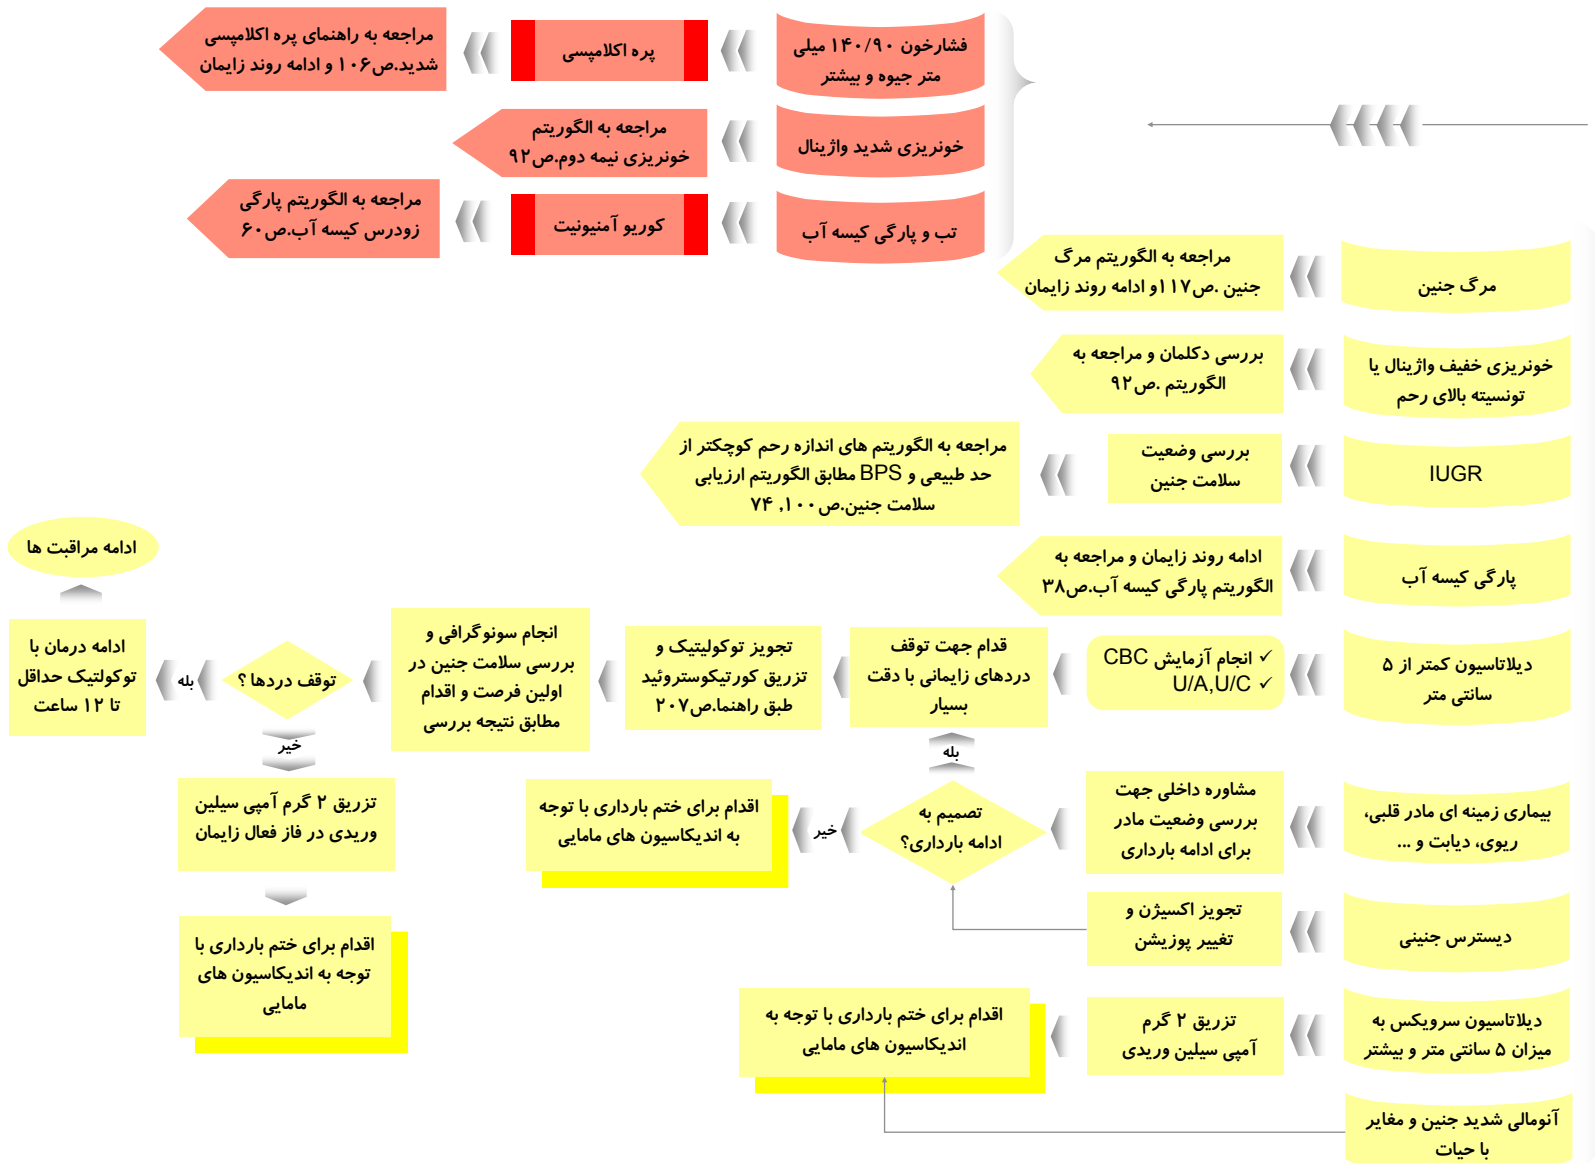 فشارخون ۱۴۰/۹۰ میلی
متر جیوه و بیشتر
پره اکلامپسی
مراجعه به راهنمای پره اکلامپسی
شدید.ص۱۰۶ و ادامه روند زایمان
خونریزی شدید واژینال
مراجعه به الگوریتم
خونریزی نیمه دوم.ص۹۲
تب و پارگی کیسه آب
کوریو آمنیونیت
مراجعه به الگوریتم پارگی
زودرس کیسه آب.ص۶۰
مرگ جنین
مراجعه به الگوریتم مرگ
جنین .ص۱۱۷و ادامه روند زایمان
خونریزی خفیف واژینال یا
تونسیته بالای رحم
بررسی دکلمان و مراجعه به
الگوریتم .ص۹۲
IUGR
بررسی وضعیت
سلامت جنین
مراجعه به الگوریتم های اندازه رحم کوچکتر از
حد طبیعی و BPS مطابق الگوریتم ارزیابی
سلامت جنین.ص۱۰۰, ۷۴
پارگی کیسه آب
ادامه روند زایمان و مراجعه به
الگوریتم پارگی کیسه آب.ص۳۸
دیلاتاسیون کمتر از ۵
سانتی متر
✓ انجام آزمایش CBC
✓ U/A,U/C
قدام جهت توقف
دردهای زایمانی با دقت
بسیار
تجویز توکولیتیک و
تزریق کورتیکوستروئید
طبق راهنما.ص۲۰۷
انجام سونوگرافی و
بررسی سلامت جنین در
اولین فرصت و اقدام
مطابق نتیجه بررسی
توقف دردها ؟
بله
ادامه درمان با
توکولتیک حداقل
تا ۱۲ ساعت
ادامه مراقبت ها
خیر
تزریق ۲ گرم آمپی سیلین
وریدی در فاز فعال زایمان
اقدام برای ختم بارداری با
توجه به اندیکاسیون های
مامایی
بیماری زمینه ای مادر قلبی،
ریوی، دیابت و ...
مشاوره داخلی جهت
بررسی وضعیت مادر
برای ادامه بارداری
تصمیم به
ادامه بارداری؟
بله
خیر
اقدام برای ختم بارداری با توجه
به اندیکاسیون های مامایی
دیسترس جنینی
تجویز اکسیژن و
تغییر پوزیشن
دیلاتاسیون سرویکس به
میزان ۵ سانتی متر و بیشتر
تزریق ۲ گرم
آمپی سیلین وریدی
اقدام برای ختم بارداری با توجه به
اندیکاسیون های مامایی
آنومالی شدید جنین و مغایر
با حیات